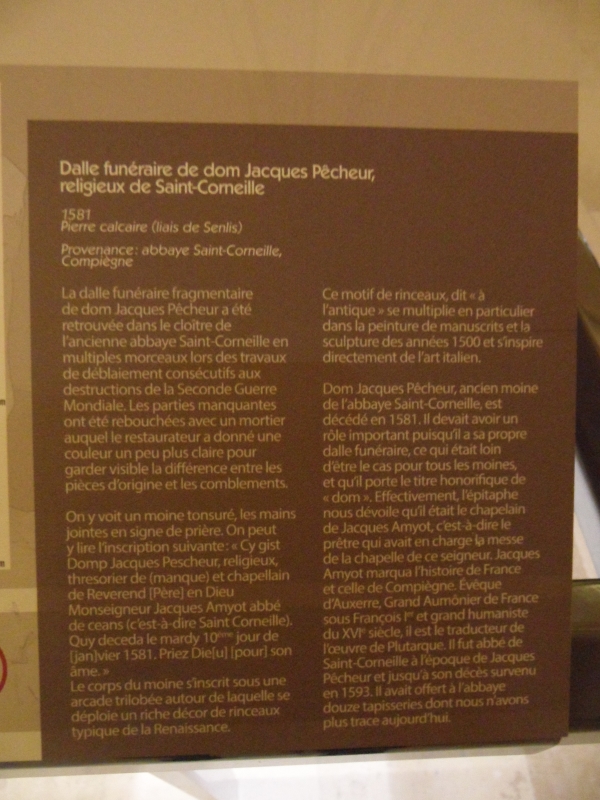 Dalle funéraire de dom Jacques Pêcheur,
religieux de Saint-Corneille
1581
Pierre calcaire (liais de Senlis)
Provenance : abbaye Saint-Corneille,
Compiègne
La dalle funéraire fragmentaire
de dom Jacques Pêcheur a été
retrouvée dans le cloître de
l'ancienne abbaye Saint-Corneille en
multiples morceaux lors des travaux
de déblaiement consécutifs aux
destructions de la Seconde Guerre
Mondiale. Les parties manquantes
ont été rebouchées avec un mortier
auquel le restaurateur a donné une
couleur un peu plus claire pour
garder visible la différence entre les
pièces d'origine et les comblements.
On y voit un moine tonsuré, les mains
jointes en signe de prière. On peut
y lire l'inscription suivante : « Cy gist
Domp Jacques Pescheur, religieux,
thresorier de (manque) et chapellain
de Reverend [Père] en Dieu
Monseigneur Jacques Amyot abbé
de ceans (c'est-à-dire Saint Corneille).
Quy deceda le mardy 10ème jour de
[jan]vier 1581. Priez Die[u] [pour] son
âme. »
Le corps du moine s'inscrit sous une
arcade trilobée autour de laquelle se
déploie un riche décor de rinceaux
typique de la Renaissance.
Ce motif de rinceaux, dit « à
l'antique » se multiplie en particulier
dans la peinture de manuscrits et la
sculpture des années 1500 et s'inspire
directement de l'art italien.
Dom Jacques Pêcheur, ancien moine
de l'abbaye Saint-Corneille, est
décédé en 1581. Il devait avoir un
rôle important puisqu'il a sa propre
dalle funéraire, ce qui était loin
d'être le cas pour tous les moines,
et qu'il porte le titre honorifique de
« dom ». Effectivement, l'épitaphe
nous dévoile qu'il était le chapelain
de Jacques Amyot, c'est-à-dire le
prêtre qui avait en charge la messe
de la chapelle de ce seigneur. Jacques
Amyot marqua l'histoire de France
et celle de Compiègne. Évêque
d'Auxerre, Grand Aumônier de France
sous François Ier et grand humaniste
du XVIe siècle, il est le traducteur de
l'œuvre de Plutarque. Il fut abbé de
Saint-Corneille à l'époque de Jacques
Pêcheur et jusqu'à son décès survenu
en 1593. Il avait offert à l'abbaye
douze tapisseries dont nous n'avons
plus trace aujourd'hui.